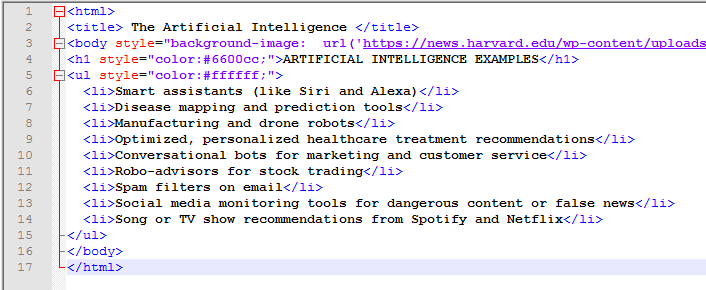 1 <html>
2 <title> The Artificial Intelligence </title>
3 <body style="background-image:  url('https://news.harvard.edu/wp-content/uploads
4 <h1 style="color:#6600cc;">ARTIFICIAL INTELLIGENCE EXAMPLES</h1>
5 <ul style="color:#ffffff;">
6 <li>Smart assistants (like Siri and Alexa)</li>
7 <li>Disease mapping and prediction tools</li>
8 <li>Manufacturing and drone robots</li>
9 <li>Optimized, personalized healthcare treatment recommendations</li>
10 <li>Conversational bots for marketing and customer service</li>
11 <li>Robo-advisors for stock trading</li>
12 <li>Spam filters on email</li>
13 <li>Social media monitoring tools for dangerous content or false news</li>
14 <li>Song or TV show recommendations from Spotify and Netflix</li>
15 </ul>
16 </body>
17 </html>